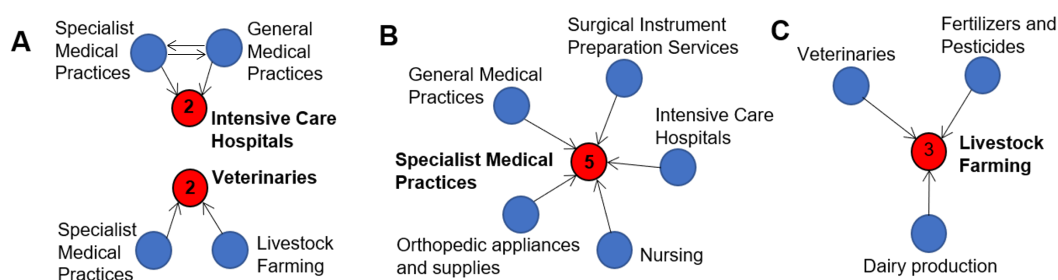 A
Specialist
Medical
Practices
General
Medical
Practices
2
Intensive Care
Hospitals
2
Veterinaries
Specialist
Medical
Practices
Livestock
Farming
B
Surgical Instrument
Preparation Services
General Medical
Practices
Intensive Care
Hospitals
Specialist Medical
Practices
5
Orthopedic appliances
and supplies
Nursing
C
Fertilizers and
Pesticides
Veterinaries
3
Livestock
Farming
Dairy production